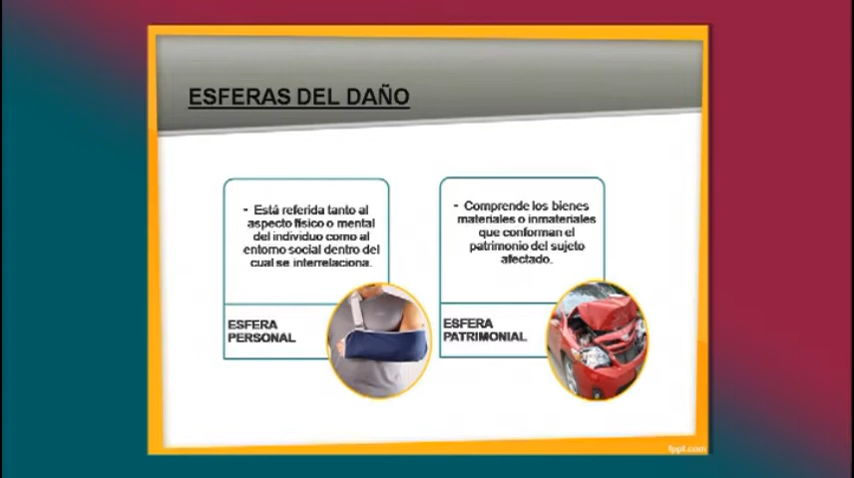 ESFERAS DEL DAÑO
- Está referida tanto al
aspecto físico o mental
del individuo como al
entorno social dentro del
cual se interrelaciona.
ESFERA
PERSONAL
- Comprende los bienes
materiales o inmateriales
que conforman el
patrimonio del sujeto
afectado.
ESFERA
PATRIMONIAL
fppt.com